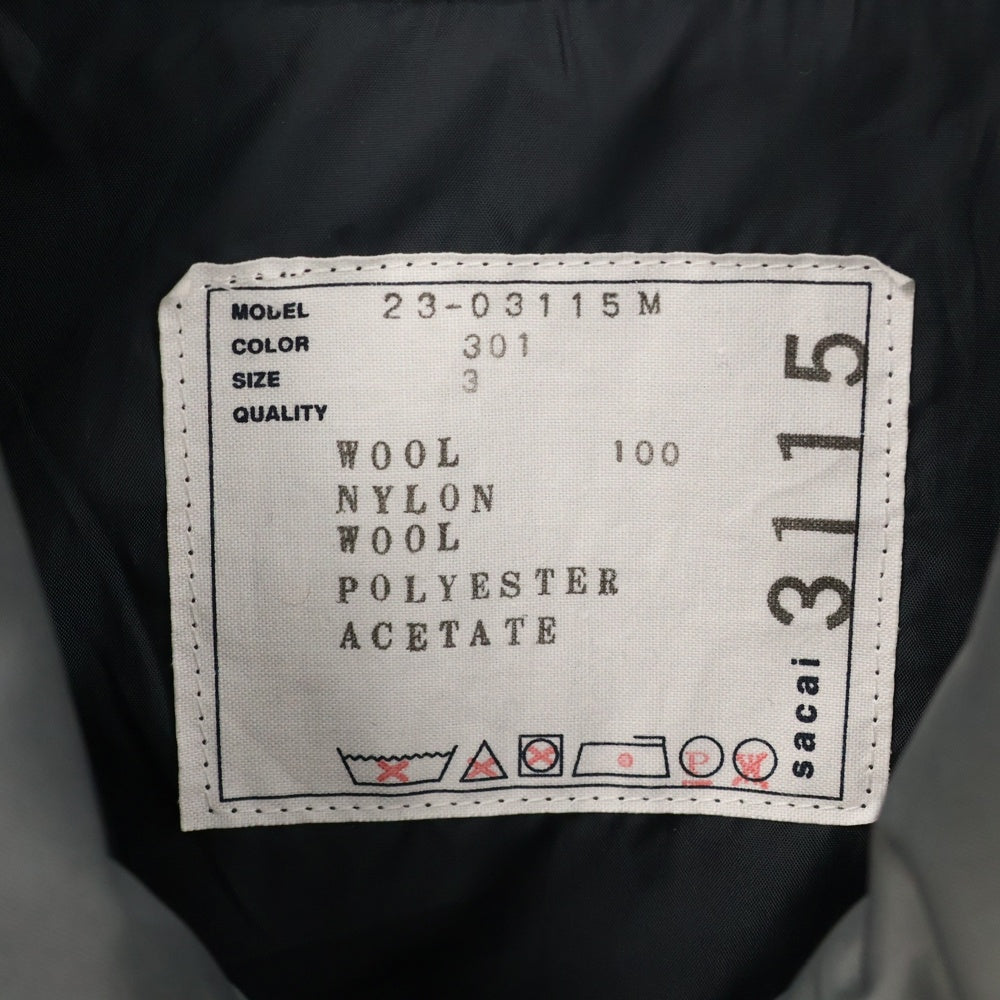 MODEL 23-03115M
COLOR 301
SIZE 3
QUALITY
WOOL 100
NYLON
WOOL
POLYESTER
ACETATE
P W
sacai 3115